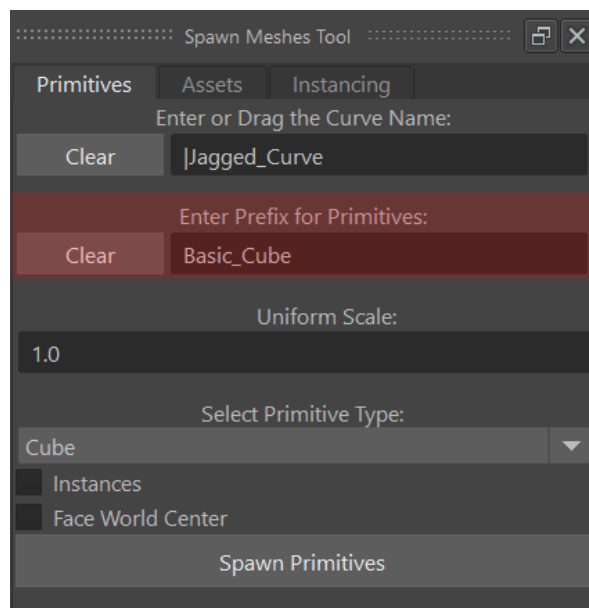 Spawn Meshes Tool
Primitives Assets Instancing
Enter or Drag the Curve Name:
Clear |Jagged_Curve
Enter Prefix for Primitives:
Clear Basic_Cube
Uniform Scale:
1.0
Select Primitive Type:
Cube
Instances
Face World Center
Spawn Primitives